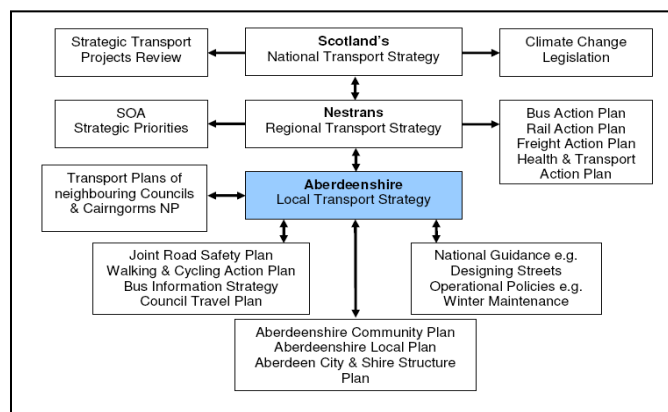 Strategic Transport
Projects Review
Scotland's
National Transport Strategy
Climate Change
Legislation
SOA
Strategic Priorities
Nestrans
Regional Transport Strategy
Bus Action Plan
Rail Action Plan
Freight Action Plan
Health & Transport
Action Plan
Transport Plans of
neighbouring Councils
& Cairngorms NP
Aberdeenshire
Local Transport Strategy
Joint Road Safety Plan
Walking & Cycling Action Plan
Bus Information Strategy
Council Travel Plan
National Guidance e.g.
Designing Streets
Operational Policies e.g.
Winter Maintenance
Aberdeenshire Community Plan
Aberdeenshire Local Plan
Aberdeen City & Shire Structure
Plan